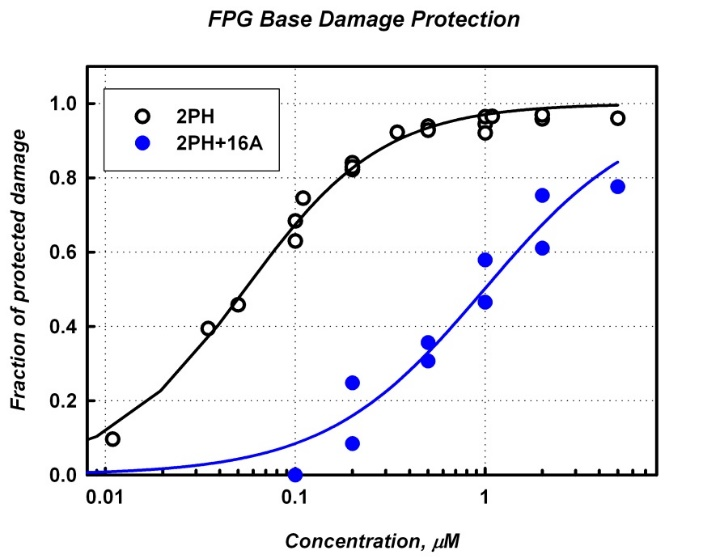 FPG Base Damage Protection
2PH
2PH+16A
Fraction of protected damage
1.0
0.8
0.6
0.4
0.2
0.0
0.01
0.1
1
Concentration, μM